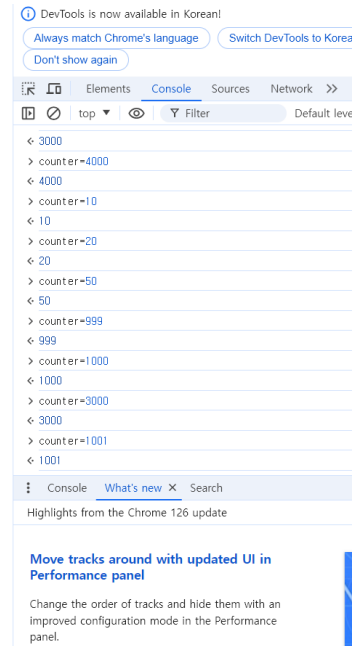 DevTools is now available in Korean!
Always match Chrome's language Switch DevTools to Korea
Don't show again
Elements Console Sources Network
top Filter Default leve
3000
counter=4000
4000
counter=10
10
counter=20
20
counter=50
50
counter=999
999
counter=1000
1000
counter=3000
3000
counter=1001
1001
Console What's new Search
Highlights from the Chrome 126 update
Move tracks around with updated UI in
Performance panel
Change the order of tracks and hide them with an
improved configuration mode in the Performance
panel.